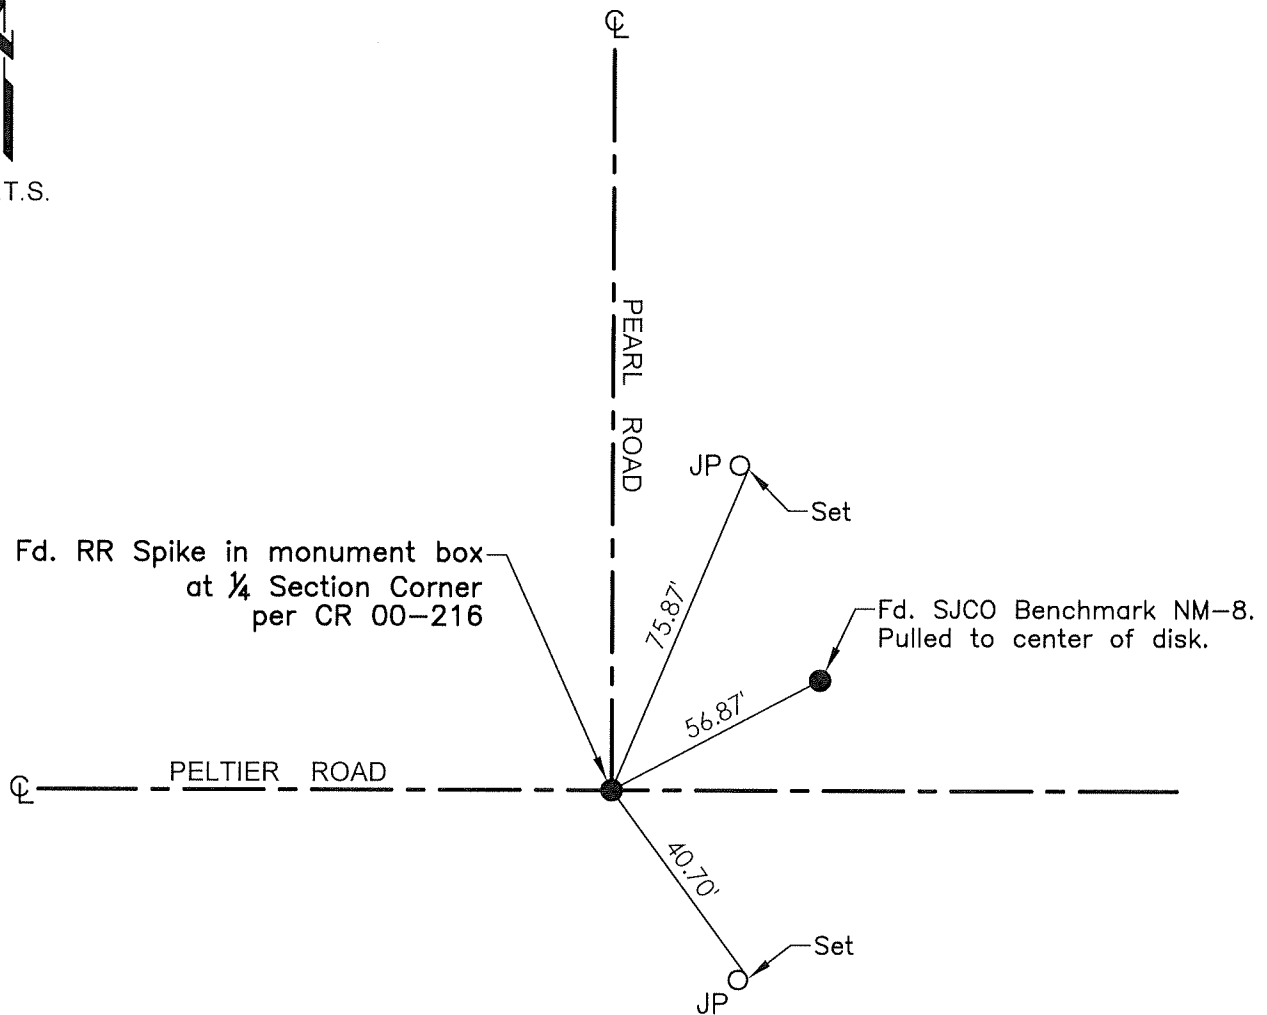 ℄
T.S.
PEARL ROAD
JP
Set
Fd. RR Spike in monument box
at ¼ Section Corner
per CR 00-216
75.87'
Fd. SJCO Benchmark NM-8.
Pulled to center of disk.
56.87'
PELTIER ROAD
℄
40.70'
Set
JP